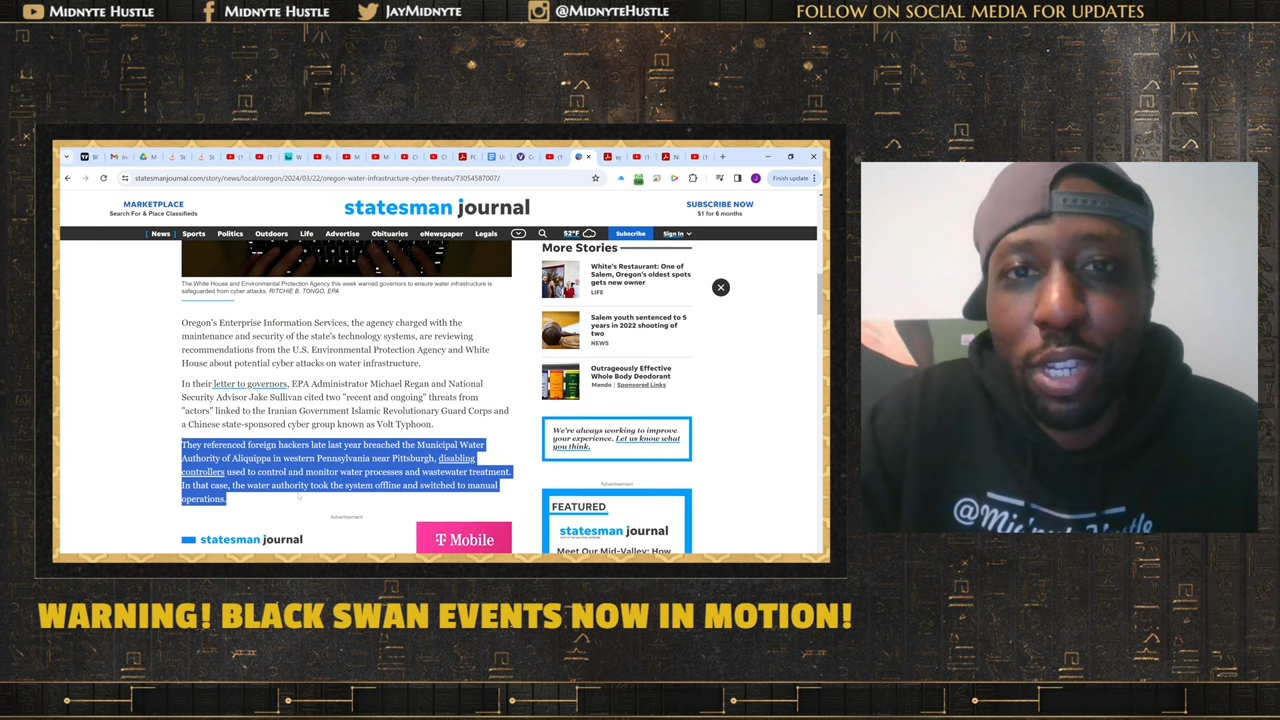 Midnyte Hustle
Midnyte Hustle
JayMidnyte
@MidnyteHustle
FOLLOW ON SOCIAL MEDIA FOR UPDATES
statesmanjournal.com/story/news/local/oregon/2024/03/22/oregon-water-infrastructure-cyber-threats/73054587007/
Finish update
MARKETPLACE
Search For & Place Classifieds
statesman journal
SUBSCRIBE NOW
$1 for 6 months
News Sports Politics Outdoors Life Advertise Obituaries eNewspaper Legals 52°F Subscribe Sign In
The White House and Environmental Protection Agency this week warned governors to ensure water infrastructure is
safeguarded from cyber attacks. RITCHIE B. TONGO, EPA
Oregon's Enterprise Information Services, the agency charged with the
maintenance and security of the state's technology systems, are reviewing
recommendations from the U.S. Environmental Protection Agency and White
House about potential cyber attacks on water infrastructure.
In their letter to governors, EPA Administrator Michael Regan and National
Security Advisor Jake Sullivan cited two "recent and ongoing" threats from
"actors" linked to the Iranian Government Islamic Revolutionary Guard Corps and
a Chinese state-sponsored cyber group known as Volt Typhoon.
They referenced foreign hackers late last year breached the Municipal Water
Authority of Aliquippa in western Pennsylvania near Pittsburgh, disabling
controllers used to control and monitor water processes and wastewater treatment.
In that case, the water authority took the system offline and switched to manual
operations.
Advertisement
statesman journal
T Mobile
More Stories
White's Restaurant: One of
Salem, Oregon's oldest spots
gets new owner
LIFE
Salem youth sentenced to 5
years in 2022 shooting of
two
NEWS
Outrageously Effective
Whole Body Deodorant
Mando | Sponsored Links
We're always working to improve
your experience. Let us know what
you think.
Advertisement
FEATURED
statesman journal
Meet Our Mid-Valley: How
@Midnyte Hustle
WARNING! BLACK SWAN EVENTS NOW IN MOTION!